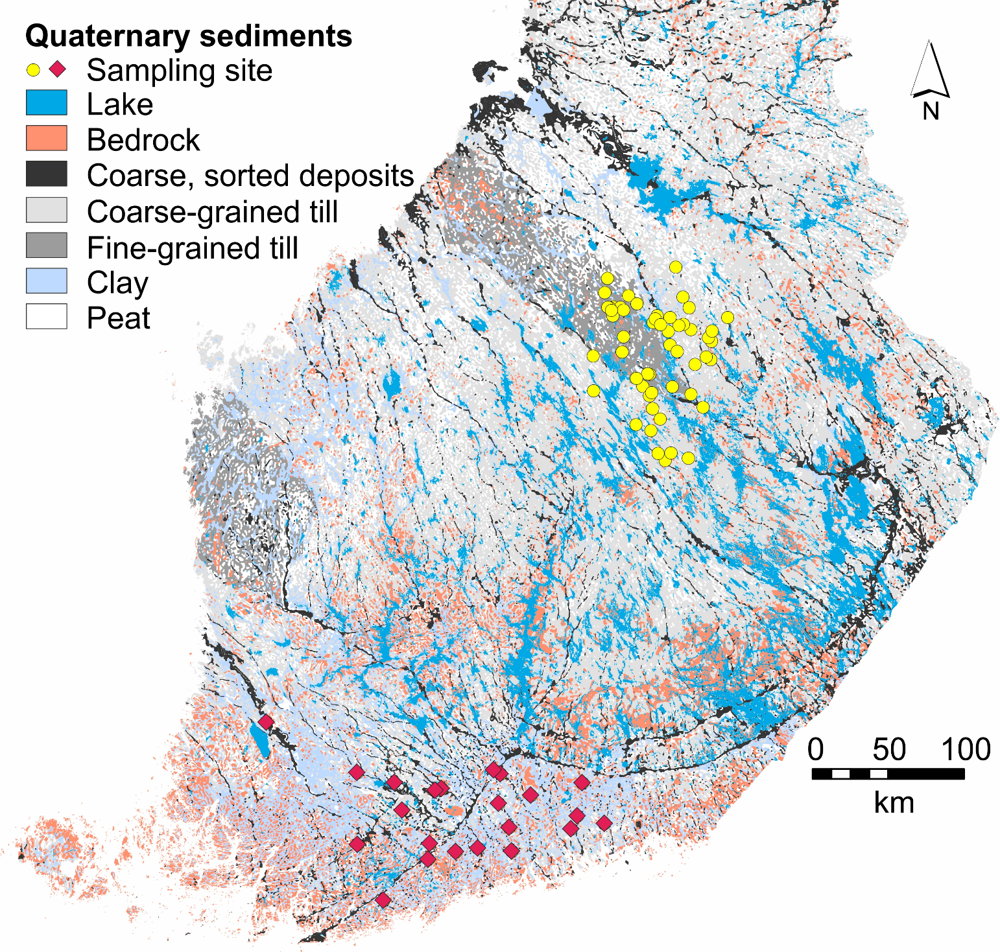 Quaternary sediments
Sampling site
Lake
Bedrock
Coarse, sorted deposits
Coarse-grained till
Fine-grained till
Clay
Peat
N
0 50 100
km